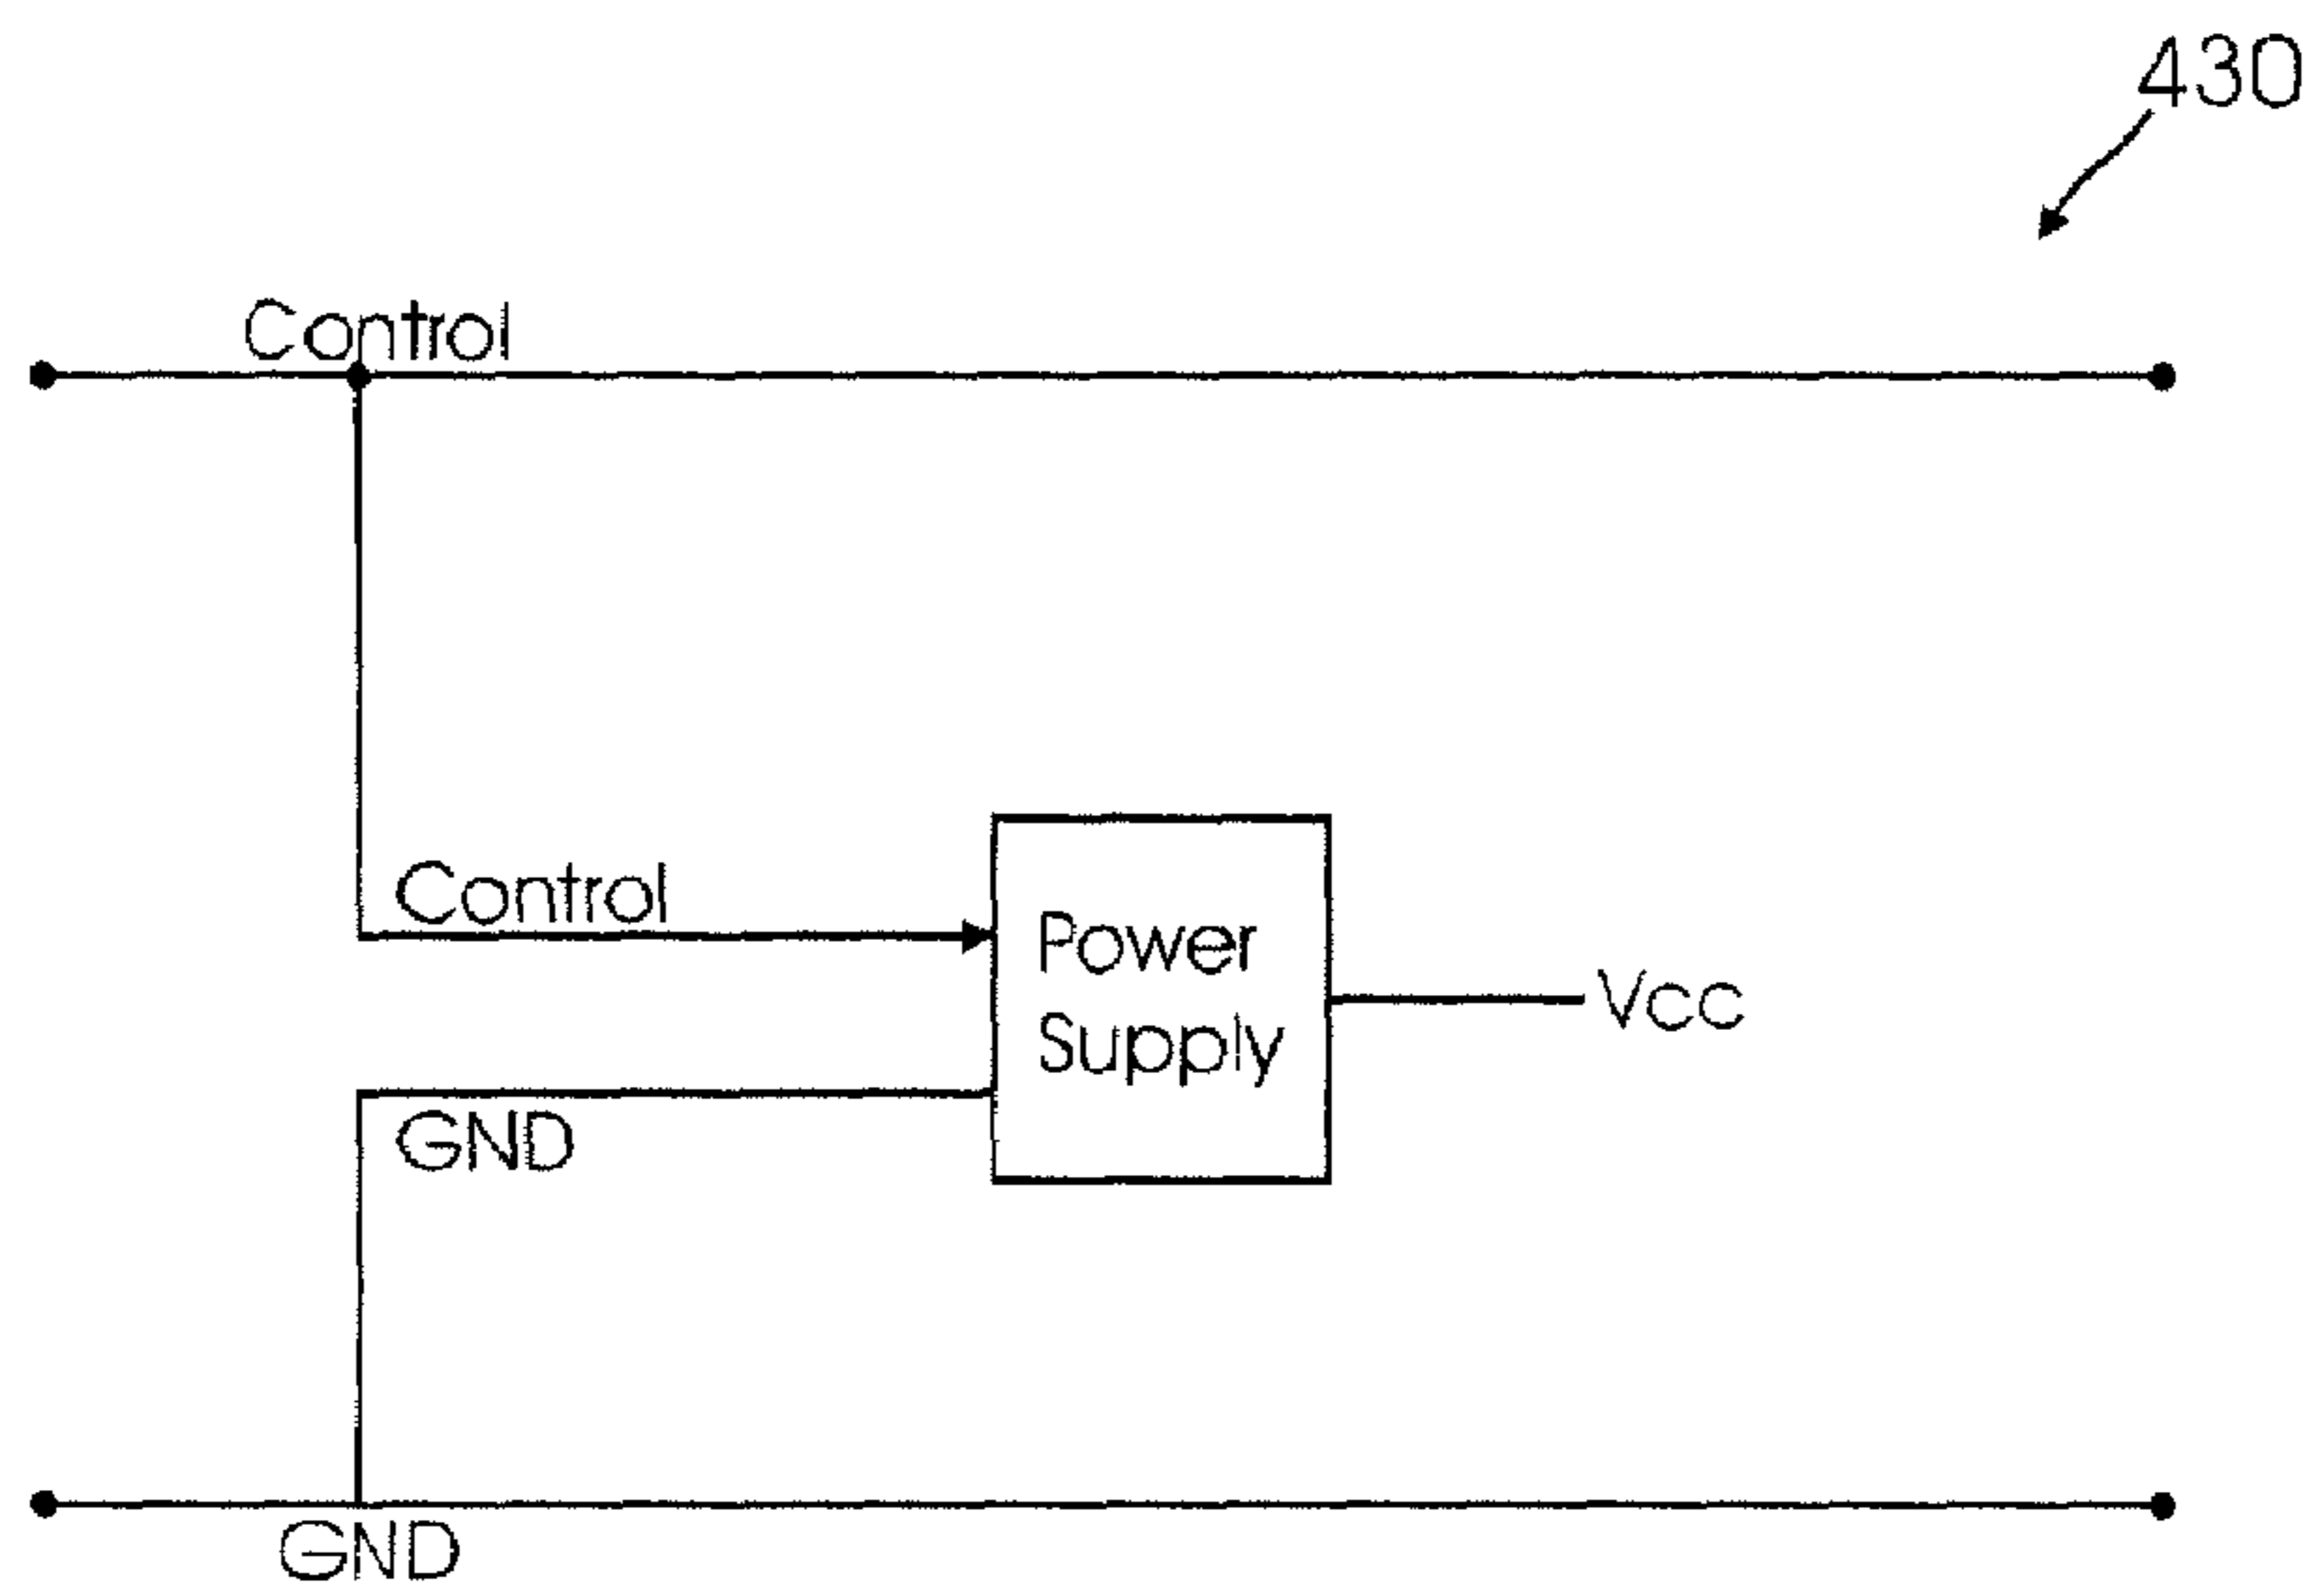 430
Control
Control
Power
Supply
Vcc
GND
GND